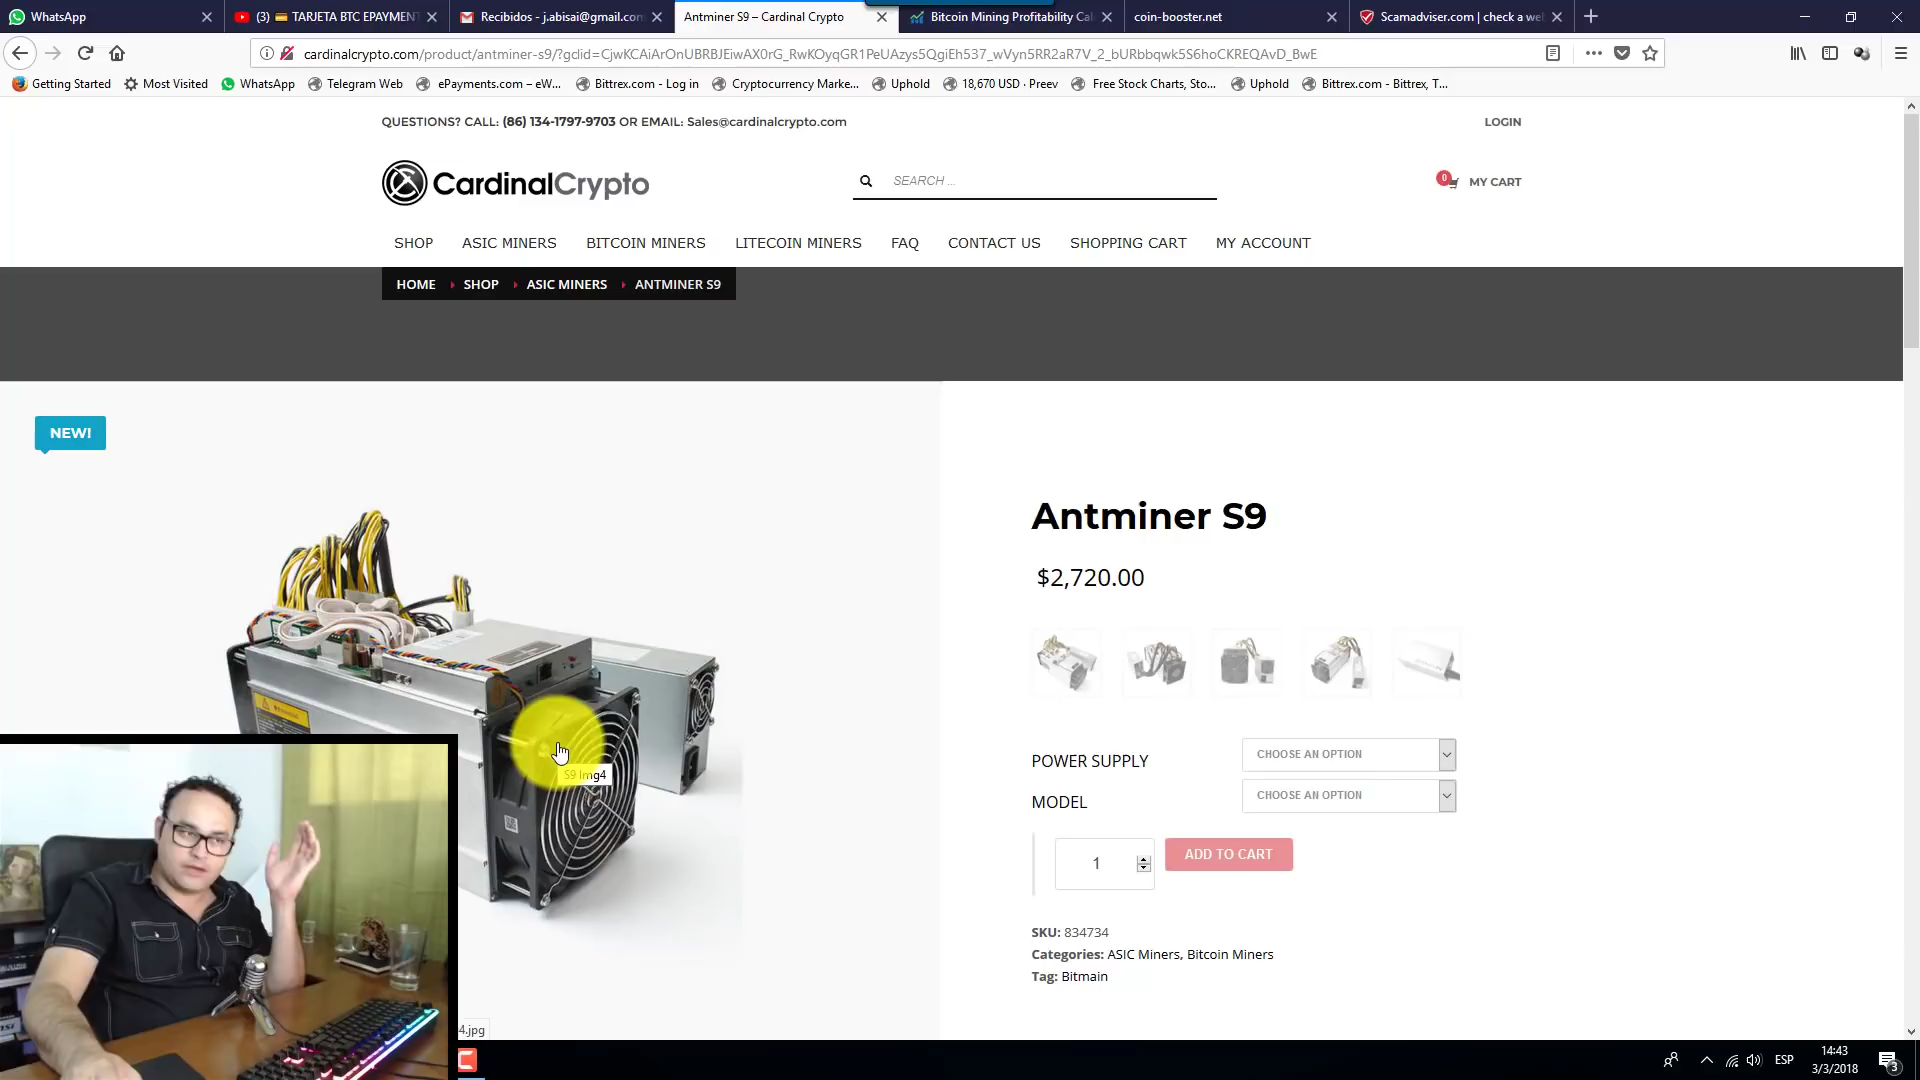 WhatsApp
(3) 💳 TARJETA BTC EPAYMEN
Recibidos - j.abisai@gmail.com
Antminer S9 – Cardinal Crypto
Bitcoin Mining Profitability Cal
coin-booster.net
Scamadviser.com | check a we
cardinalcrypto.com/product/antminer-s9/?gclid=CjwKCAiArOnUBRBJEiwAX0rG_RwKOyqGR1PeUAzys5QgiEh537_wVyn5RR2aR7V_2_bURbbqwk5S6hoCKREQAvD_BwE
Getting Started
Most Visited
WhatsApp
Telegram Web
ePayments.com – eW...
Bittrex.com - Log in
Cryptocurrency Marke...
Uphold
18,670 USD · Preev
Free Stock Charts, Sto...
Uphold
Bittrex.com - Bittrex, T...
QUESTIONS? CALL: (86) 134-1797-9703 OR EMAIL: Sales@cardinalcrypto.com
LOGIN
CardinalCrypto
SEARCH ...
0
MY CART
SHOP
ASIC MINERS
BITCOIN MINERS
LITECOIN MINERS
FAQ
CONTACT US
SHOPPING CART
MY ACCOUNT
HOME
SHOP
ASIC MINERS
ANTMINER S9
NEW!
Antminer S9
$2,720.00
POWER SUPPLY
CHOOSE AN OPTION
S9 Img4
MODEL
CHOOSE AN OPTION
1
ADD TO CART
SKU: 834734
Categories: ASIC Miners, Bitcoin Miners
Tag: Bitmain
4.jpg
ESP
14:43
3/3/2018
3